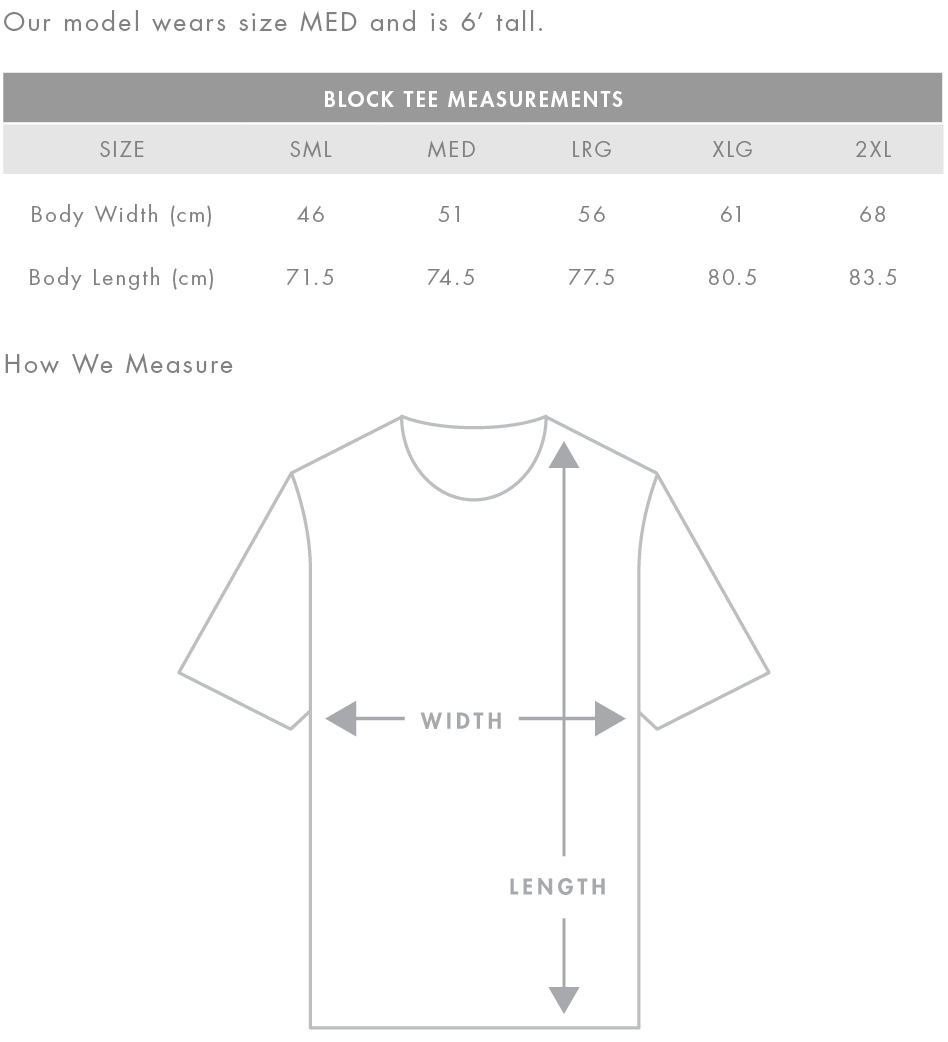 Our model wears size MED and is 6’ tall.
BLOCK TEE MEASUREMENTS
SIZE SML MED LRG XLG 2XL
Body Width (cm) 46 51 56 61 68
Body Length (cm) 71.5 74.5 77.5 80.5 83.5
How We Measure
WIDTH
LENGTH